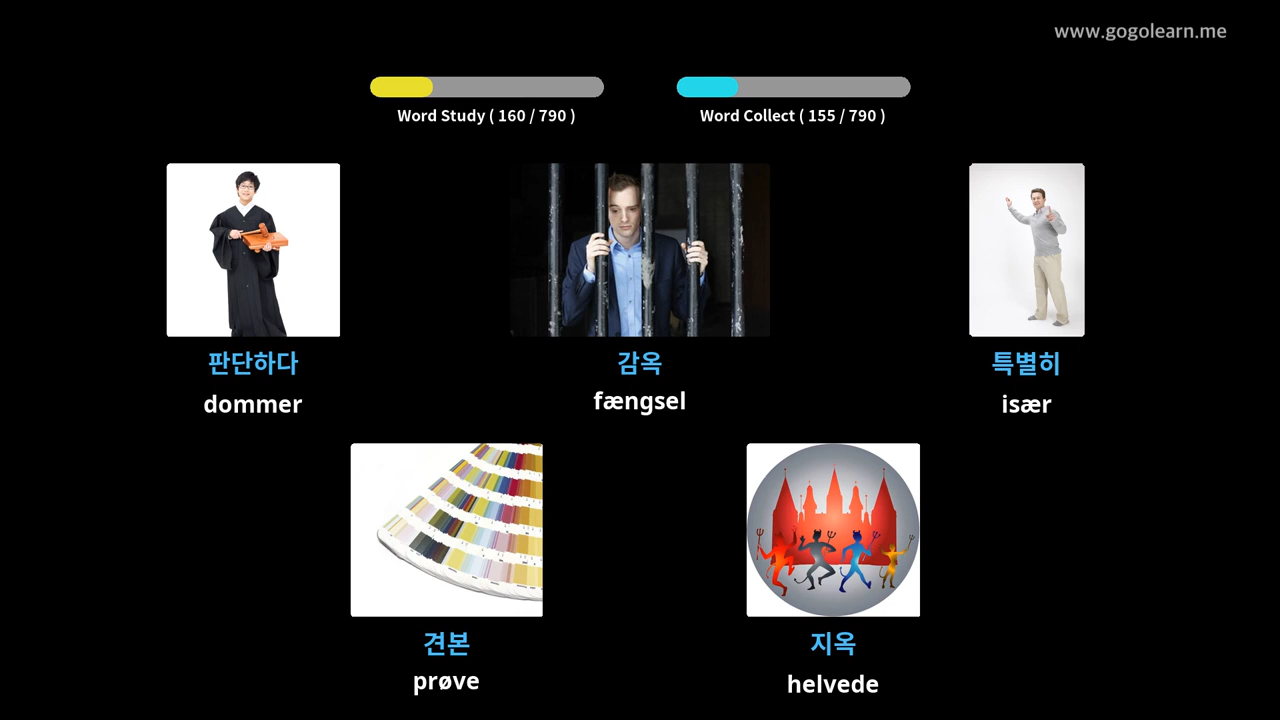 www.gogolearn.me
Word Study ( 160 / 790 )
Word Collect ( 155 / 790 )
판단하다
dommer
감옥
fængsel
특별히
især
견본
prøve
지옥
helvede